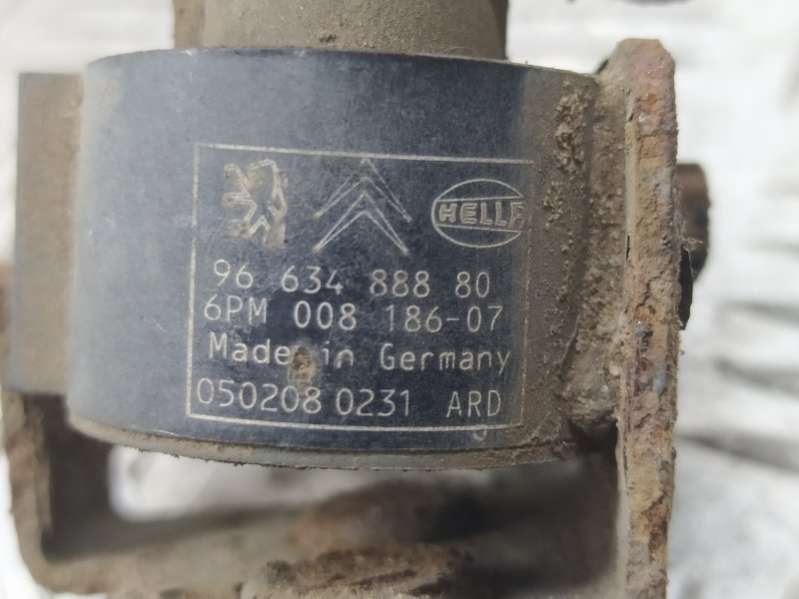 HELLA
96 634 888 80
6PM 008 186-07
Made in Germany
050208 0231 ARD